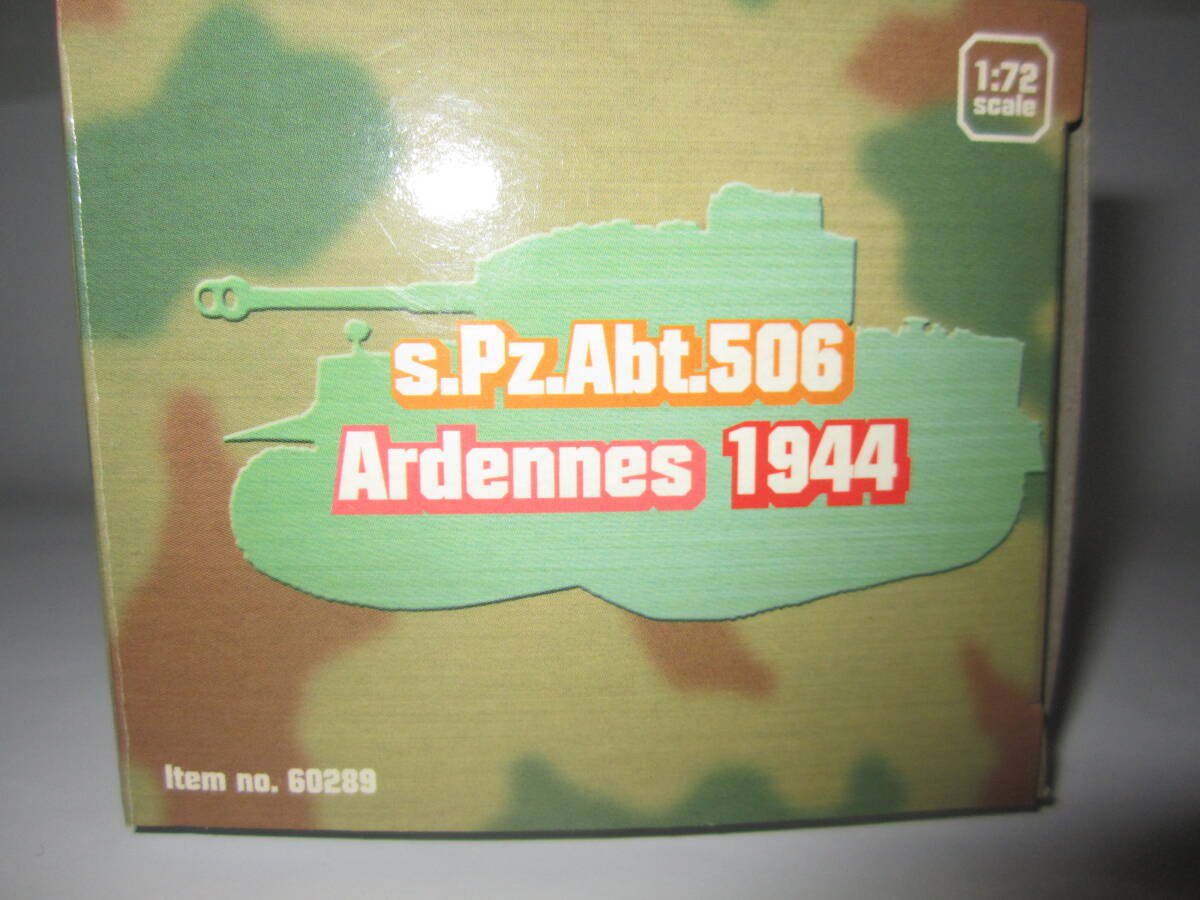 1:72
scale
s.Pz.Abt.506
Ardennes 1944
Item no. 60289